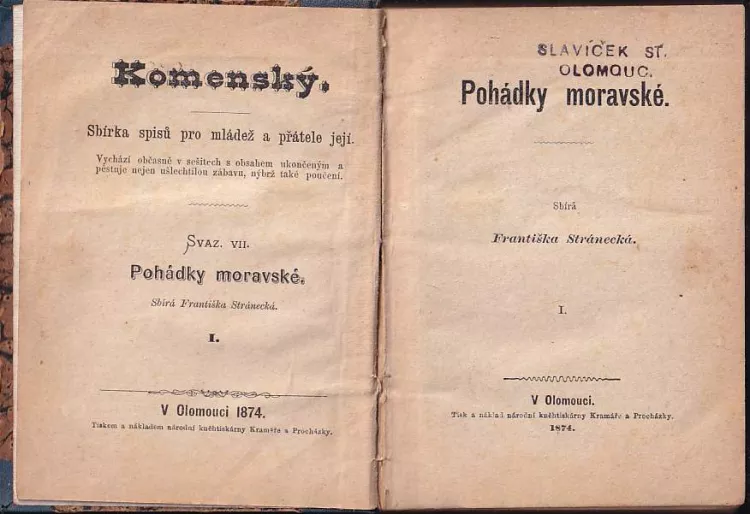 Komenský.
Sbírka spisů pro mládež a přátele její.
Vychází občasně v sešitech s obsahem ukončeným a
pěstuje nejen ušlechtilou zábavu, nýbrž také poučení.
Svaz. VII.
Pohádky moravské.
Sbírá Františka Stránecká.
I.
V Olomouci 1874.
Tiskem a nákladem národní kněhtiskárny Kramáře a Procházky.
SLAVÍČEK ST.
OLOMOUC.
Pohádky moravské.
Sbírá
Františka Stránecká.
I.
V Olomouci.
Tisk a náklad národní kněhtiskárny Kramáře a Procházky.
1874.